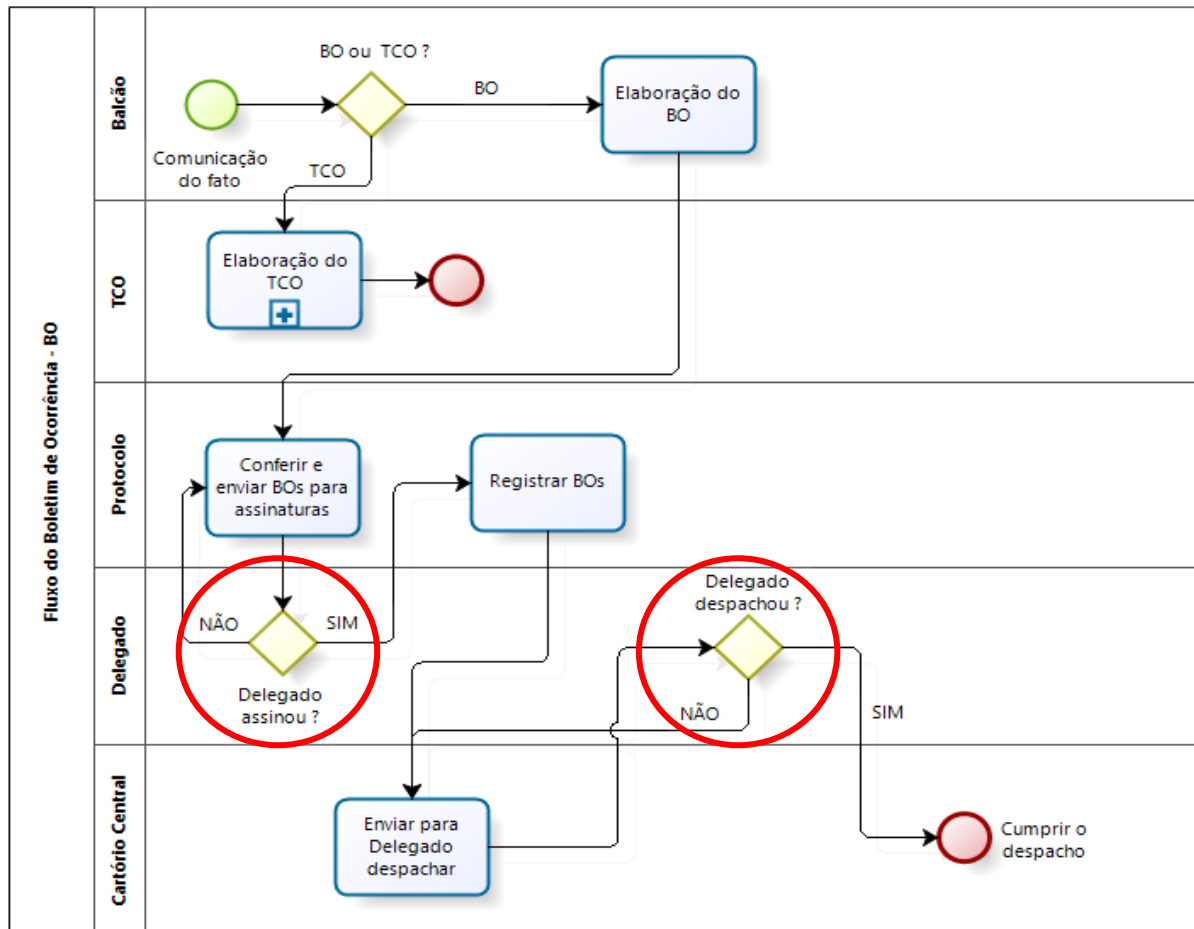 Fluxo do Boletim de Ocorrência - BO
Balcão
BO ou TCO ?
BO
Elaboração do
BO
Comunicação
do fato
TCO
TCO
Elaboração do
TCO
Protocolo
Conferir e
enviar BOs para
assinaturas
Registrar BOs
Delegado
NÃO
SIM
Delegado
assinou ?
Delegado
despachou ?
NÃO
SIM
Cartório Central
Enviar para
Delegado
despachar
Cumprir o
despacho